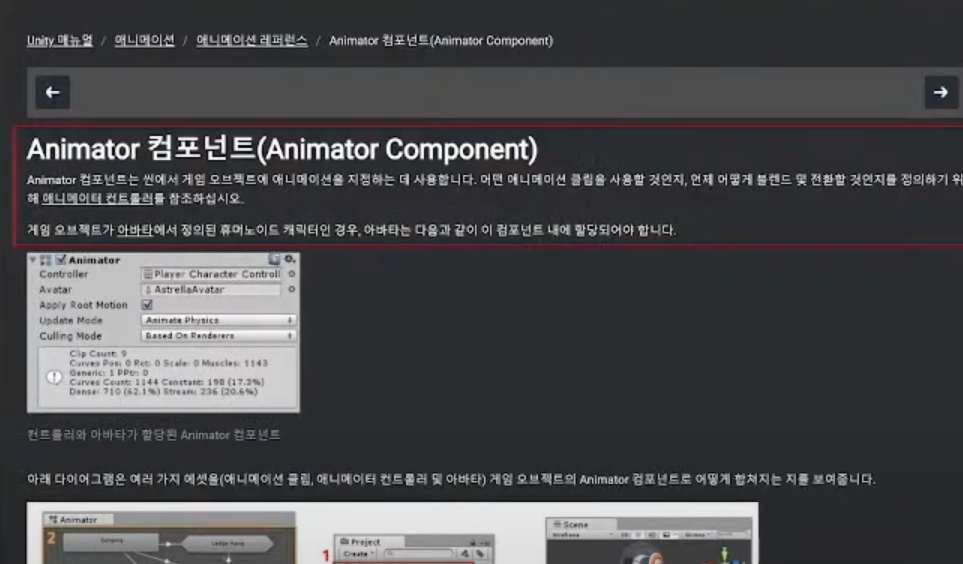 Unity 매뉴얼 / 애니메이션 / 애니메이션 레퍼런스 / Animator 컴포넌트(Animator Component)
Animator 컴포넌트(Animator Component)
Animator 컴포넌트는 씬에서 게임 오브젝트에 애니메이션을 지정하는 데 사용합니다. 어떤 애니메이션 클립을 사용할 것인지, 언제 어떻게 블렌드 및 전환할 것인지를 정의하기 위
해 애니메이터 컨트롤러를 참조하십시오.
게임 오브젝트가 아바타에서 정의된 휴머노이드 캐릭터인 경우, 아바타는 다음과 같이 이 컴포넌트 내에 할당되어야 합니다.
Animator
Controller Player Character Controll
Avatar AstrellaAvatar
Apply Root Motion
Update Mode Animate Physics
Culling Mode Based On Renderers
Clip Count: 9
Curves Pos: 0 Rot: 0 Scale: 0 Muscles: 1143
Generic: 1 PPtr: 0
Curves Count: 1144 Constant: 198 (17.3%)
Dense: 710 (62.1%) Stream: 236 (20.6%)
컨트롤러와 아바타가 할당된 Animator 컴포넌트
아래 다이어그램은 여러 가지 에셋을(애니메이션 클립, 애니메이터 컨트롤러 및 아바타) 게임 오브젝트의 Animator 컴포넌트로 어떻게 합쳐지는 지를 보여줍니다.
Animator
2
1
Project
Create
Scene